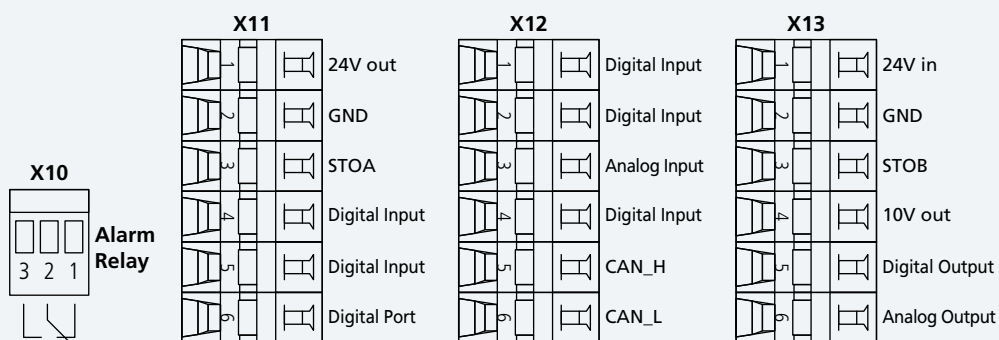 X11
1 24V out
2 GND
3 STOA
4 Digital Input
5 Digital Input
6 Digital Port
X12
1 Digital Input
2 Digital Input
3 Analog Input
4 Digital Input
5 CAN_H
6 CAN_L
X13
1 24V in
2 GND
3 STOB
4 10V out
5 Digital Output
6 Analog Output
X10
3 2 1
Alarm
Relay